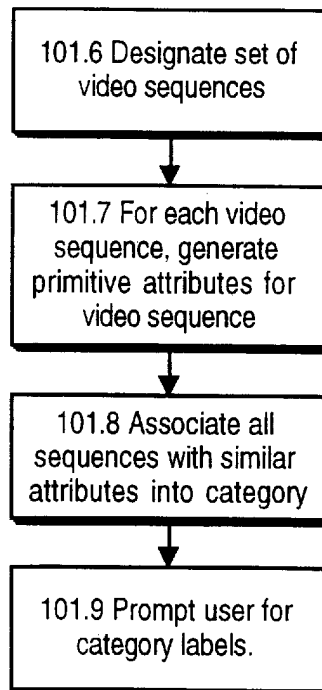 101.6 Designate set of
video sequences
101.7 For each video
sequence, generate
primitive attributes for
video sequence
101.8 Associate all
sequences with similar
attributes into category
101.9 Prompt user for
category labels.